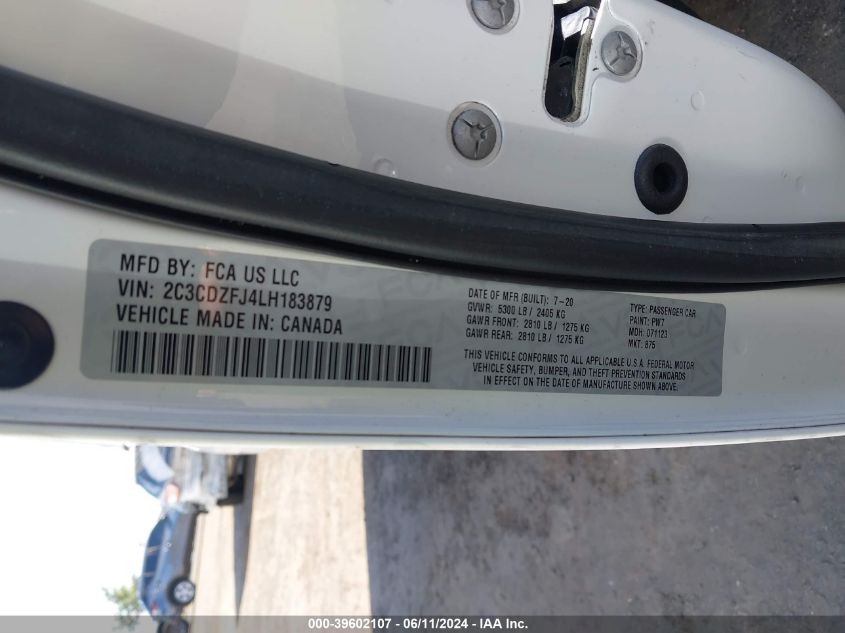 MFD BY: FCA US LLC
VIN: 2C3CDZFJ4LH183879
VEHICLE MADE IN: CANADA
DATE OF MFR (BUILT): 7-20
GVWR: 5300 LB / 2405 KG
GAWR FRONT: 2810 LB / 1275 KG
GAWR REAR: 2810 LB / 1275 KG
TYPE: PASSENGER CAR
PAINT: PW7
MDH: 071123
MKT: 875
THIS VEHICLE CONFORMS TO ALL APPLICABLE U.S.A. FEDERAL MOTOR
VEHICLE SAFETY, BUMPER, AND THEFT PREVENTION STANDARDS
IN EFFECT ON THE DATE OF MANUFACTURE SHOWN ABOVE.
000-39602107 - 06/11/2024 - IAA Inc.